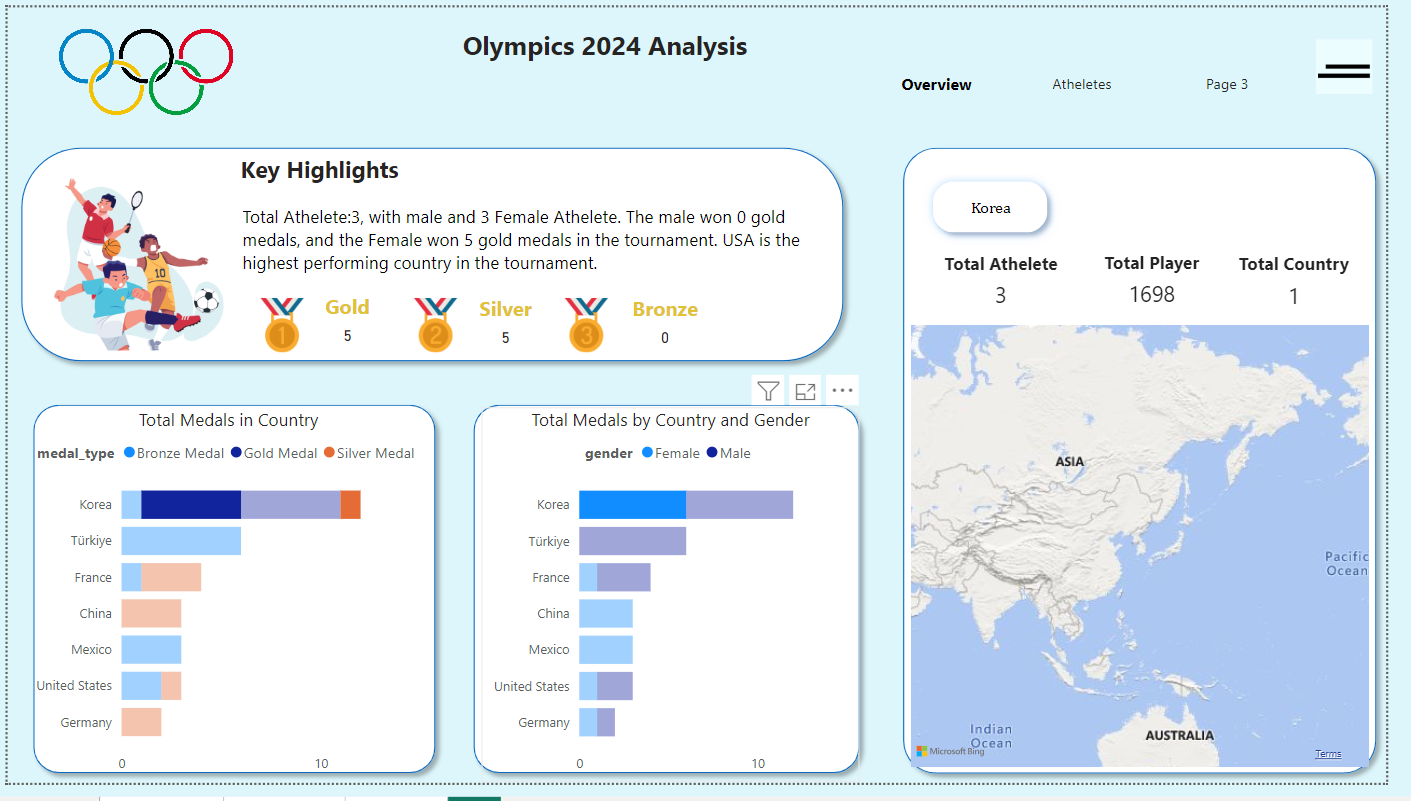 Olympics 2024 Analysis
Overview
Atheletes
Page 3
Key Highlights
Total Athelete:3, with male and 3 Female Athelete. The male won 0 gold
medals, and the Female won 5 gold medals in the tournament. USA is the
highest performing country in the tournament.
1
Gold
5
2
Silver
5
3
Bronze
0
10
Korea
Total Athelete
3
Total Player
1698
Total Country
1
ASIA
Pacific
Ocean
Indian
Ocean
AUSTRALIA
Microsoft Bing
Terms
Total Medals in Country
medal_type Bronze Medal Gold Medal Silver Medal
Korea
Türkiye
France
China
Mexico
United States
Germany
0 10
Total Medals by Country and Gender
gender Female Male
Korea
Türkiye
France
China
Mexico
United States
Germany
0 10